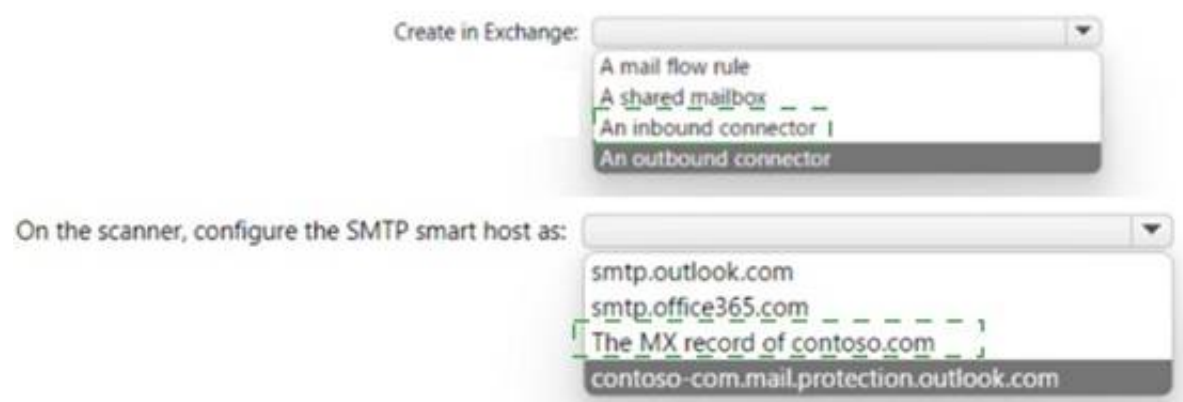 Create in Exchange:
A mail flow rule
A shared mailbox
An inbound connector
An outbound connector
On the scanner, configure the SMTP smart host as:
smtp.outlook.com
smtp.office365.com
The MX record of contoso.com
contoso-com.mail.protection.outlook.com